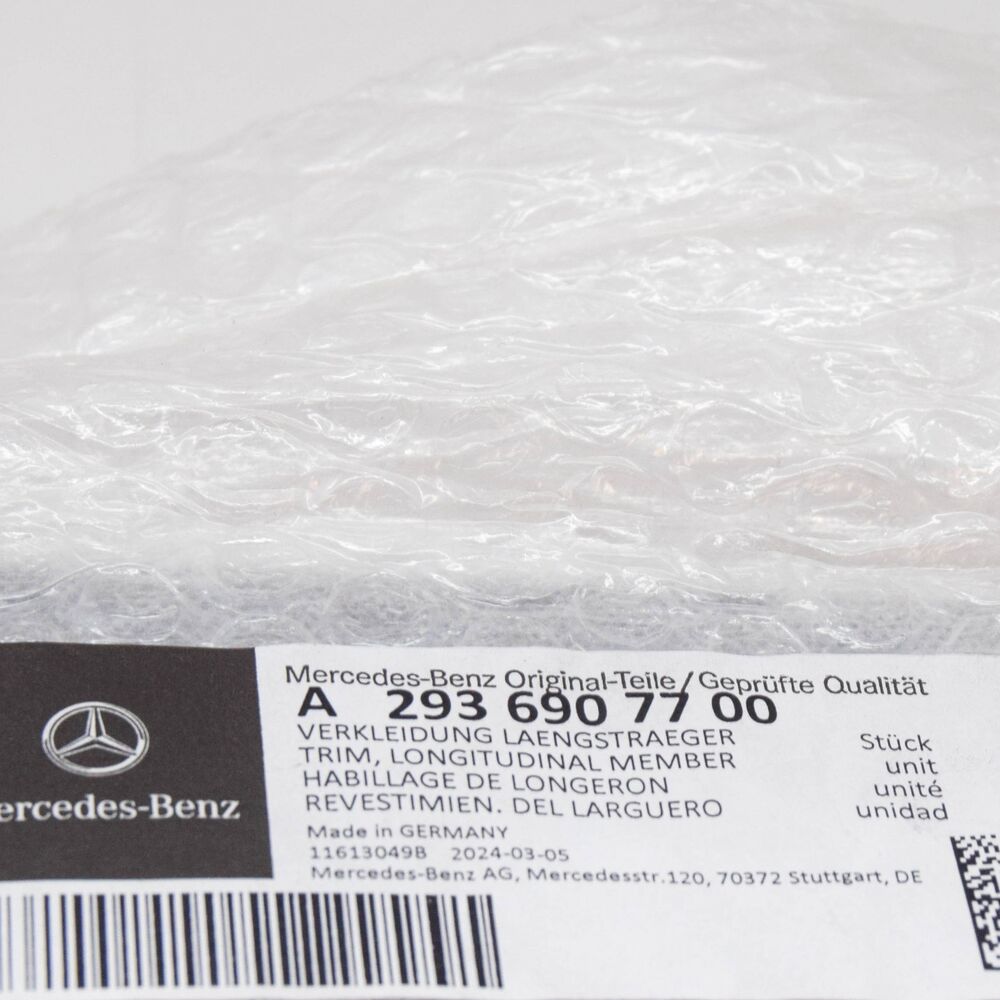 Mercedes-Benz Original-Teile/Geprüfte Qualität
A 293 690 77 00
VERKLEIDUNG LAENGSTRAEGER Stück
TRIM, LONGITUDINAL MEMBER unit
HABILLAGE DE LONGERON unité
REVESTIMIEN. DEL LARGUERO unidad
Made in GERMANY
11613049B 2024-03-05
Mercedes-Benz AG, Mercedesstr.120, 70372 Stuttgart, DE
ercedes-Benz